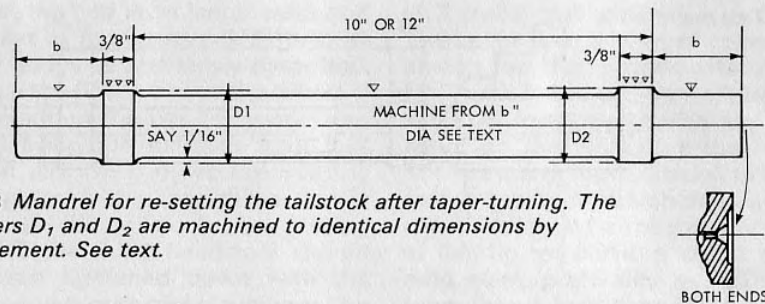 10" OR 12"
b
3/8"
3/8"
b
D1
MACHINE FROM b"
DIA SEE TEXT
D2
SAY 1/16"
Mandrel for re-setting the tailstock after taper-turning. The
D₁ and D₂ are machined to identical dimensions by
See text.
BOTH ENDS